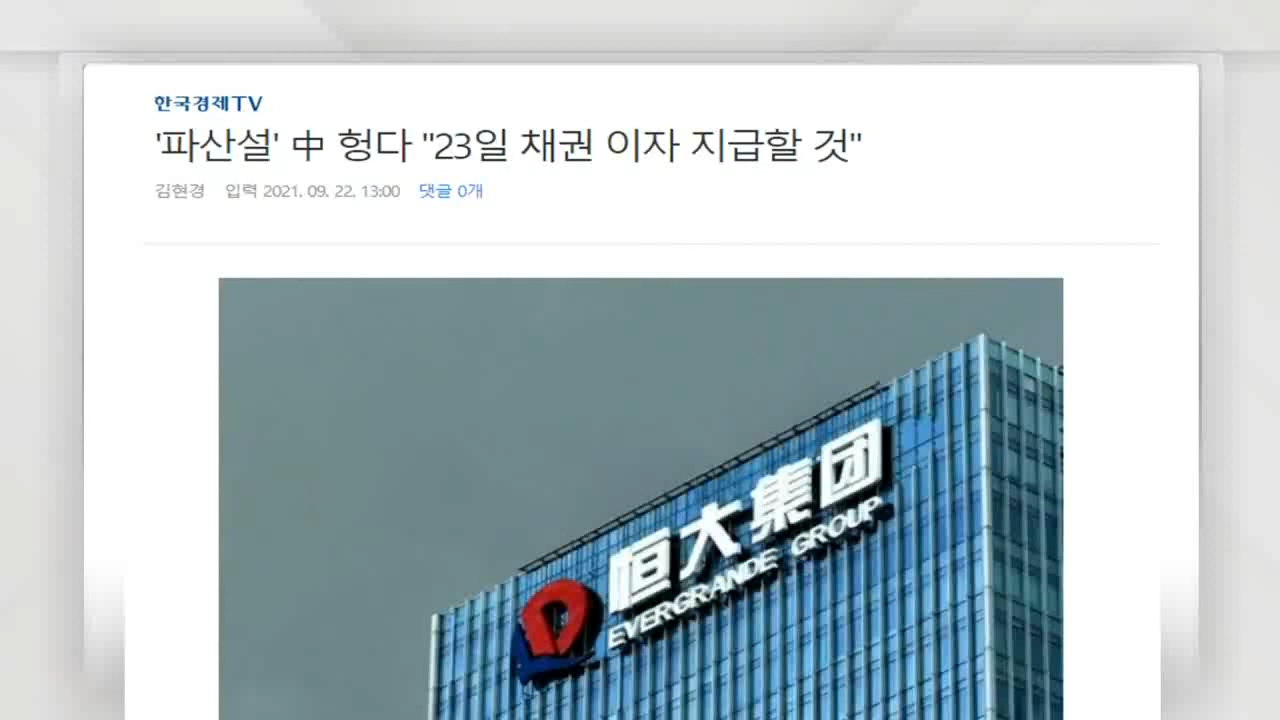 한국경제TV
'파산설' 中 헝다 "23일 채권 이자 지급할 것"
김현경 입력 2021. 09. 22. 13:00 댓글 0개
恒大集团
EVERGRANDE GROUP